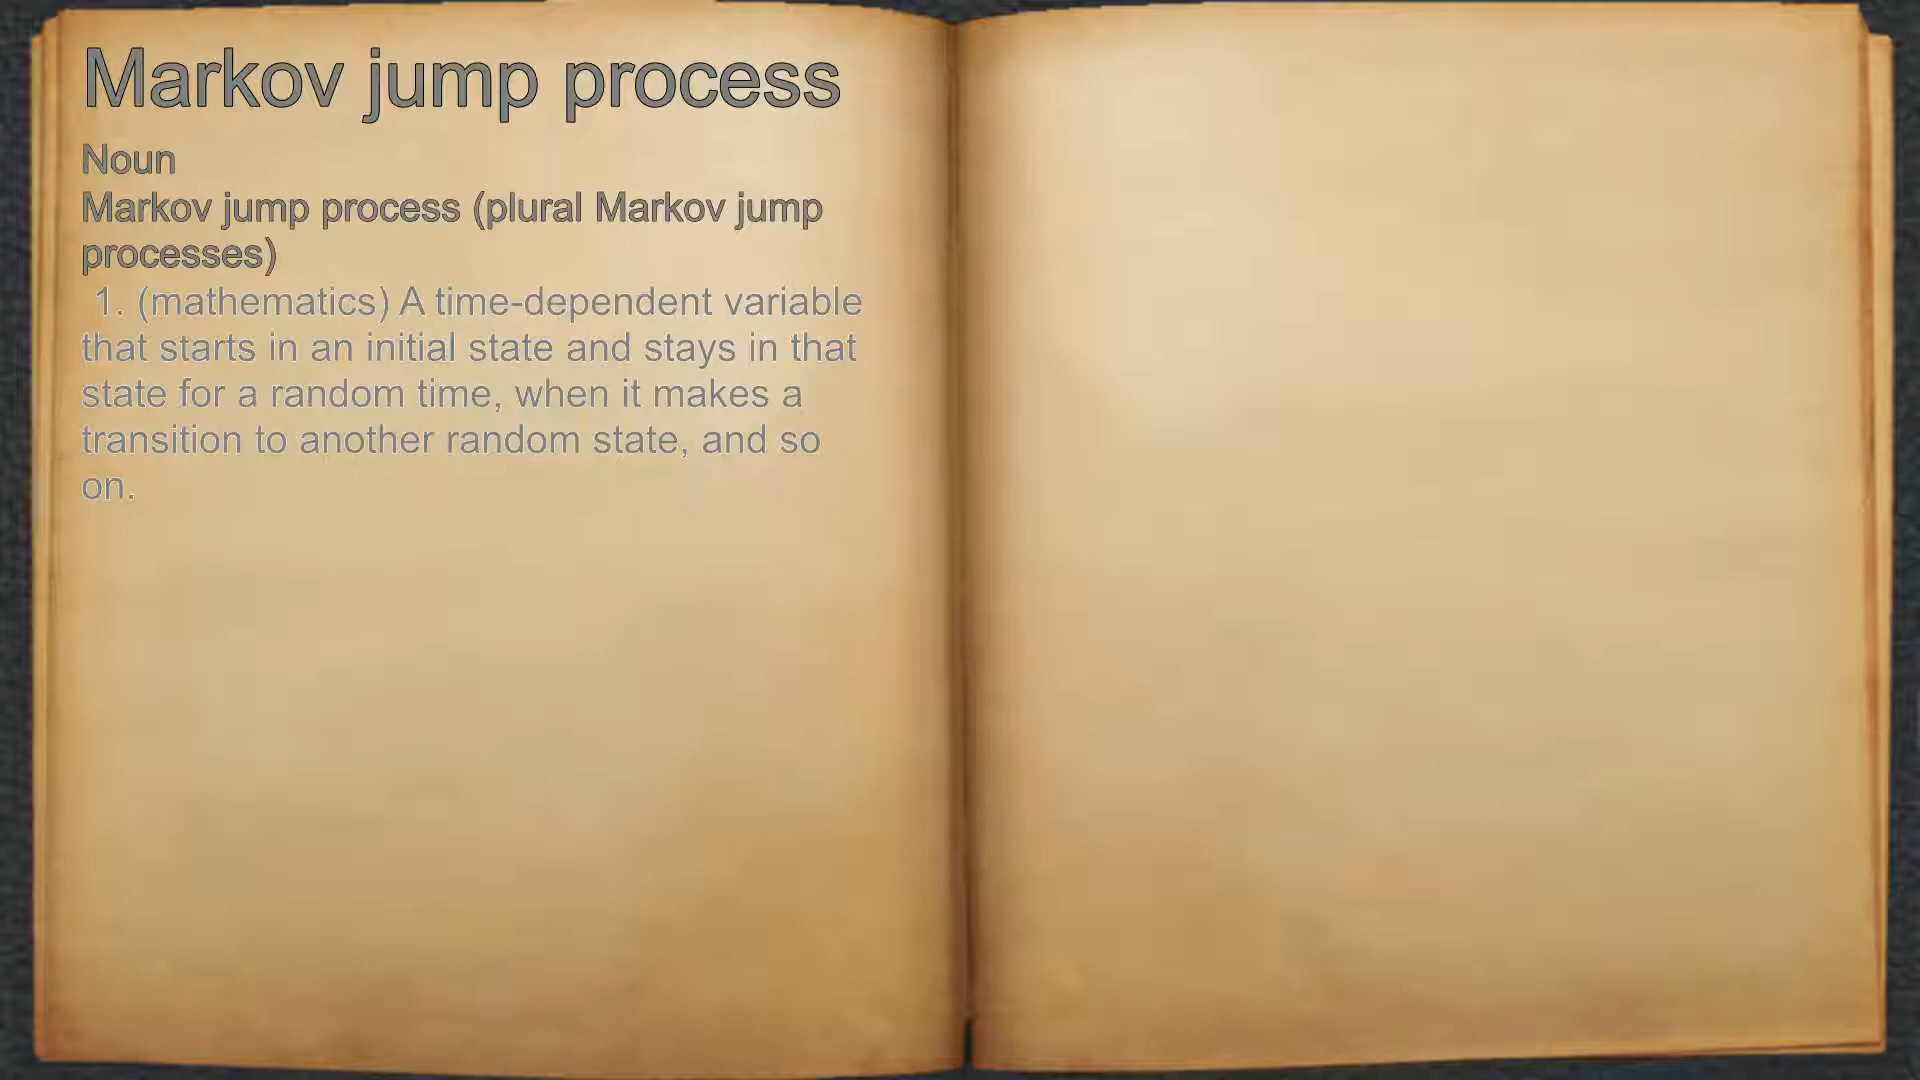 Markov jump process
Noun
Markov jump process (plural Markov jump
processes)
1. (mathematics) A time-dependent variable
that starts in an initial state and stays in that
state for a random time, when it makes a
transition to another random state, and so
on.